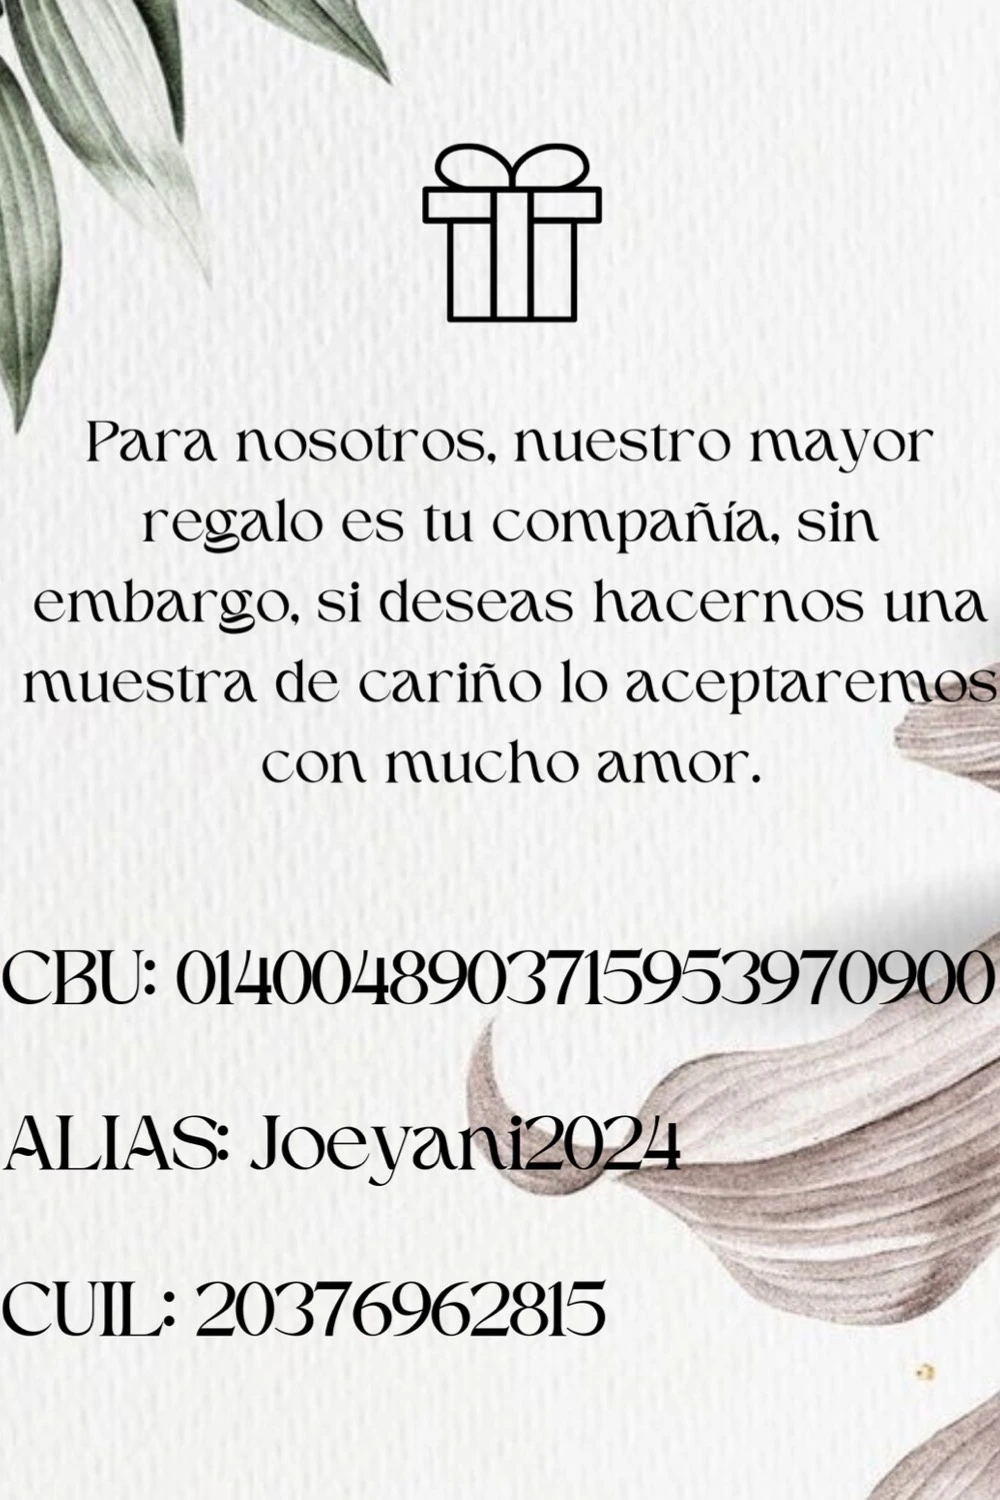 Para nosotros, nuestro mayor
regalo es tu compañía, sin
embargo, si deseas hacernos una
muestra de cariño lo aceptaremos
con mucho amor.
CBU: 0140048903715953970900
ALIAS: Joeyani2024
CUIL: 20376962815